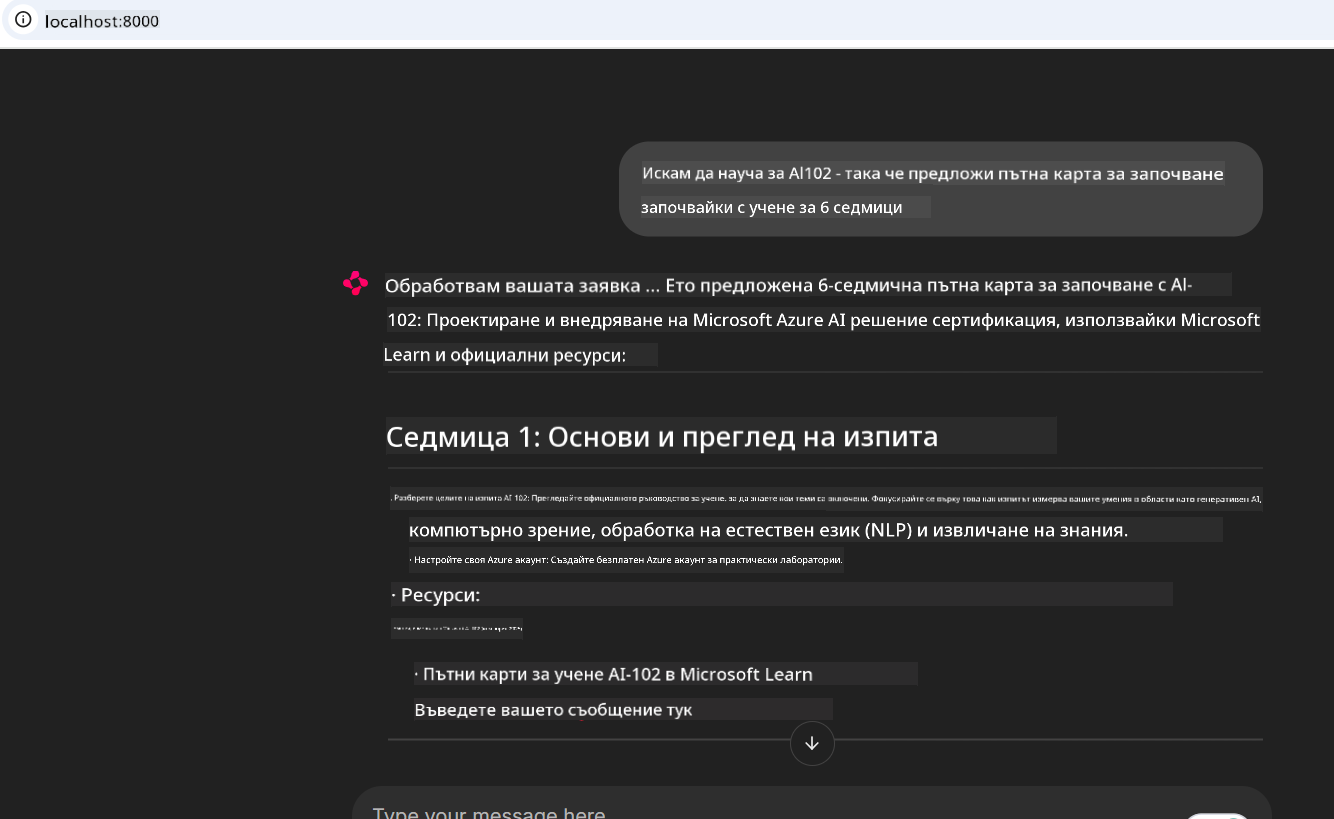 localhost:8000
Искам да науча за AI102 - така че предложи пътна карта за започване
започвайки с учене за 6 седмици
Обработвам вашата заявка ... Ето предложена 6-седмична пътна карта за започване с AI-
102: Проектиране и внедряване на Microsoft Azure AI решение сертификация, използвайки Microsoft
Learn и официални ресурси:
Седмица 1: Основи и преглед на изпита
. Разберете целите на изпита AI 102: Прегледайте официалното ръководство за учене, за да знаете кои теми са включени. Фокусирайте се върху това как изпитът измерва вашите умения в области като генеративен AI,
компютърно зрение, обработка на естествен език (NLP) и извличане на знания.
· Настройте своя Azure акаунт: Създайте безплатен Azure акаунт за практически лаборатории.
· Ресурси:
· Пътни карти за учене AI-102 в Microsoft Learn
Въведете вашето съобщение тук
Type your message here